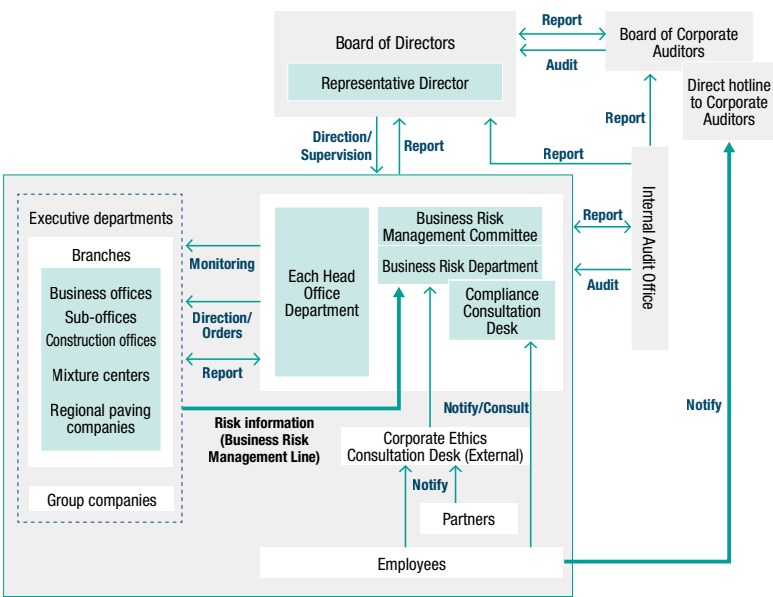 Board of Directors
Representative Director
Report
Audit
Board of Corporate
Auditors
Direct hotline
to Corporate
Auditors
Direction/
Supervision
Report
Report
Report
Internal Audit Office
Executive departments
Branches
Business offices
Sub-offices
Construction offices
Mixture centers
Regional paving
companies
Group companies
Monitoring
Direction/
Orders
Report
Each Head
Office
Department
Business Risk
Management Committee
Business Risk Department
Compliance
Consultation
Desk
Report
Audit
Risk information
(Business Risk
Management Line)
Notify/Consult
Corporate Ethics
Consultation Desk (External)
Notify
Partners
Employees
Notify